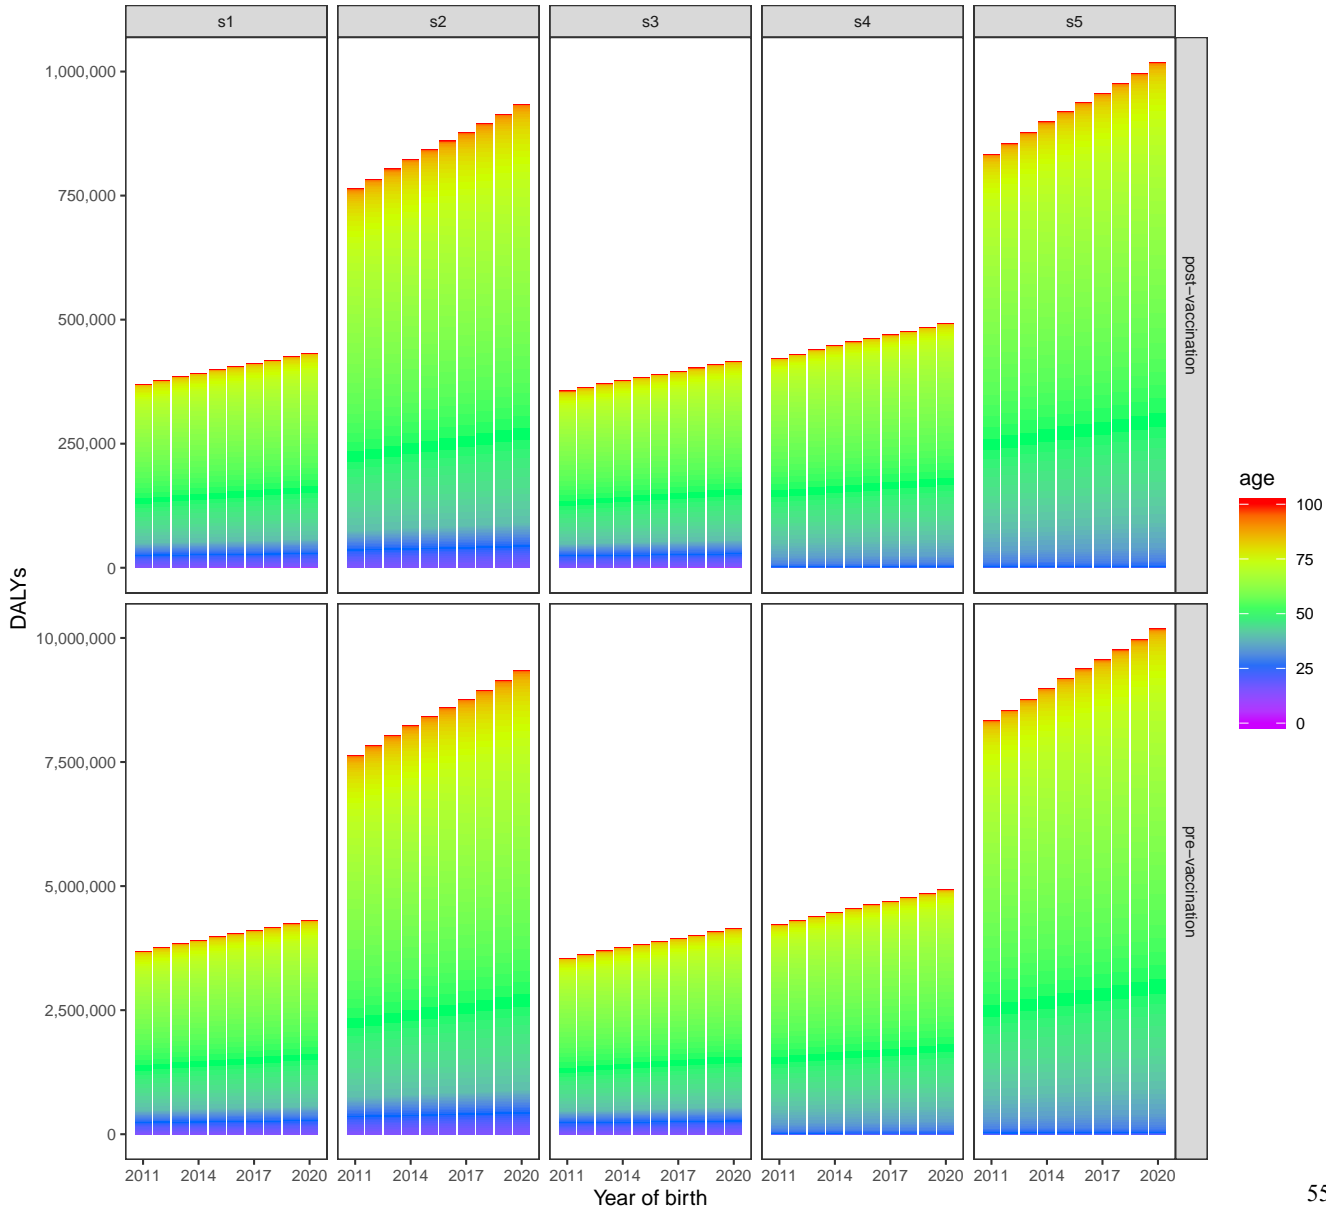 s1 s2 s3 s4 s5
1,000,000
750,000
500,000
250,000
0
post−vaccination
DALYs
10,000,000
7,500,000
5,000,000
2,500,000
0
pre−vaccination
2011 2014 2017 2020 2011 2014 2017 2020 2011 2014 2017 2020 2011 2014 2017 2020 2011 2014 2017 2020
Year of birth
age
100
75
50
25
0
55